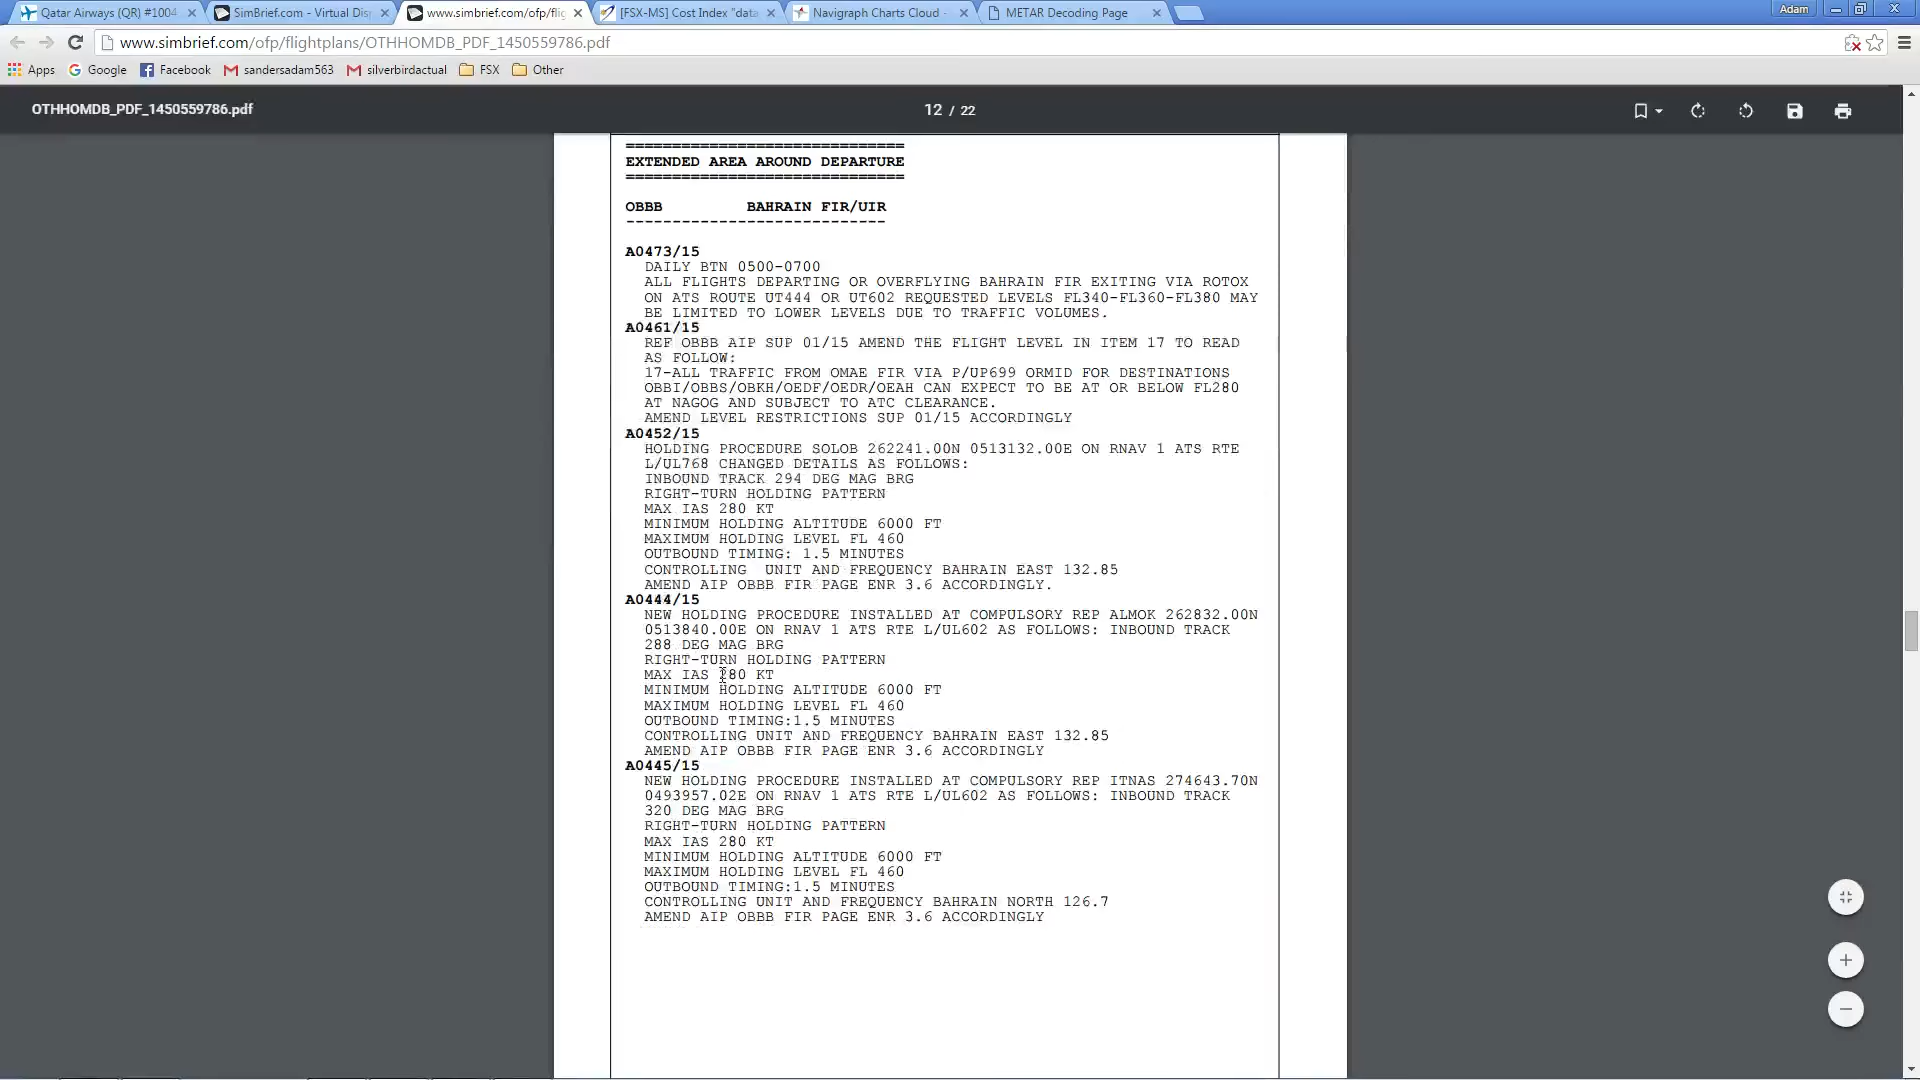 Qatar Airways (QR) #1004
SimBrief.com - Virtual Dis
www.simbrief.com/ofp/flig
[FSX-MS] Cost Index "data
Navigraph Charts Cloud -
METAR Decoding Page
Adam
www.simbrief.com/ofp/flightplans/OTHHOMDB_PDF_1450559786.pdf
Apps
Google
Facebook
sandersadam563
silverbirdactual
FSX
Other
OTHHOMDB_PDF_1450559786.pdf
12 / 22
==============================
EXTENDED AREA AROUND DEPARTURE
==============================
OBBB BAHRAIN FIR/UIR
----------------------------
A0473/15
DAILY BTN 0500-0700
ALL FLIGHTS DEPARTING OR OVERFLYING BAHRAIN FIR EXITING VIA ROTOX
ON ATS ROUTE UT444 OR UT602 REQUESTED LEVELS FL340-FL360-FL380 MAY
BE LIMITED TO LOWER LEVELS DUE TO TRAFFIC VOLUMES.
A0461/15
REF OBBB AIP SUP 01/15 AMEND THE FLIGHT LEVEL IN ITEM 17 TO READ
AS FOLLOW:
17-ALL TRAFFIC FROM OMAE FIR VIA P/UP699 ORMID FOR DESTINATIONS
OBBI/OBBS/OBKH/OEDF/OEDR/OEAH CAN EXPECT TO BE AT OR BELOW FL280
AT NAGOG AND SUBJECT TO ATC CLEARANCE.
AMEND LEVEL RESTRICTIONS SUP 01/15 ACCORDINGLY
A0452/15
HOLDING PROCEDURE SOLOB 262241.00N 0513132.00E ON RNAV 1 ATS RTE
L/UL768 CHANGED DETAILS AS FOLLOWS:
INBOUND TRACK 294 DEG MAG BRG
RIGHT-TURN HOLDING PATTERN
MAX IAS 280 KT
MINIMUM HOLDING ALTITUDE 6000 FT
MAXIMUM HOLDING LEVEL FL 460
OUTBOUND TIMING: 1.5 MINUTES
CONTROLLING  UNIT AND FREQUENCY BAHRAIN EAST 132.85
AMEND AIP OBBB FIR PAGE ENR 3.6 ACCORDINGLY.
A0444/15
NEW HOLDING PROCEDURE INSTALLED AT COMPULSORY REP ALMOK 262832.00N
0513840.00E ON RNAV 1 ATS RTE L/UL602 AS FOLLOWS: INBOUND TRACK
288 DEG MAG BRG
RIGHT-TURN HOLDING PATTERN
MAX IAS 280 KT
MINIMUM HOLDING ALTITUDE 6000 FT
MAXIMUM HOLDING LEVEL FL 460
OUTBOUND TIMING:1.5 MINUTES
CONTROLLING UNIT AND FREQUENCY BAHRAIN EAST 132.85
AMEND AIP OBBB FIR PAGE ENR 3.6 ACCORDINGLY
A0445/15
NEW HOLDING PROCEDURE INSTALLED AT COMPULSORY REP ITNAS 274643.70N
0493957.02E ON RNAV 1 ATS RTE L/UL602 AS FOLLOWS: INBOUND TRACK
320 DEG MAG BRG
RIGHT-TURN HOLDING PATTERN
MAX IAS 280 KT
MINIMUM HOLDING ALTITUDE 6000 FT
MAXIMUM HOLDING LEVEL FL 460
OUTBOUND TIMING:1.5 MINUTES
CONTROLLING UNIT AND FREQUENCY BAHRAIN NORTH 126.7
AMEND AIP OBBB FIR PAGE ENR 3.6 ACCORDINGLY